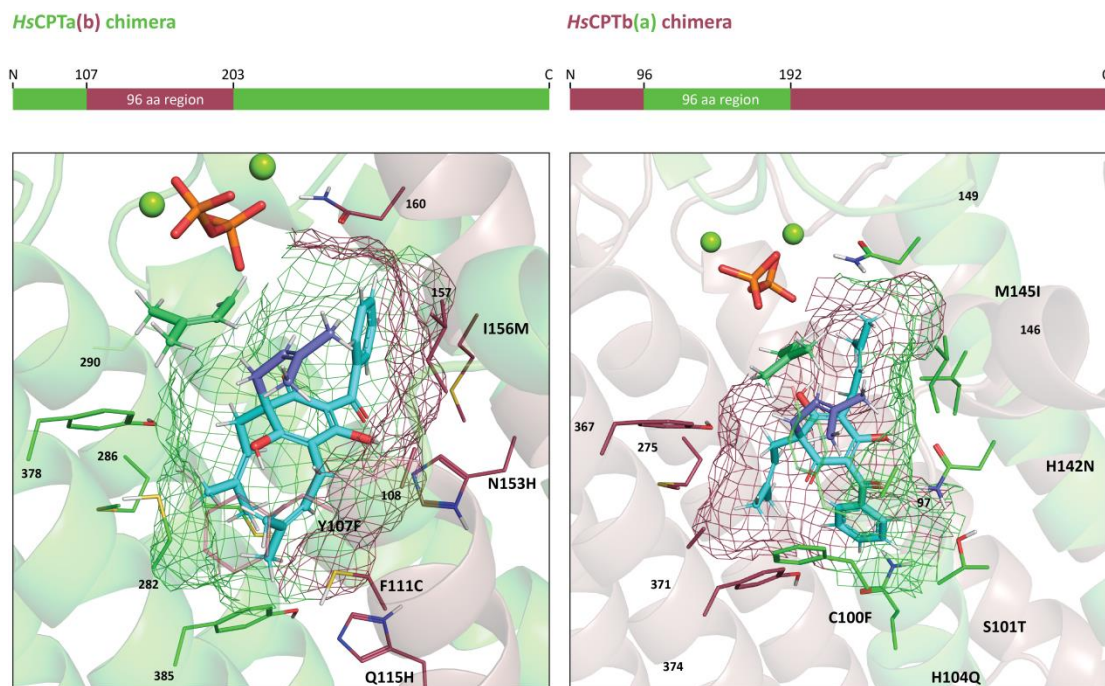 HsCPTa(b) chimera
HsCPTb(a) chimera
N 107 203 C
N 96 192 C
96 aa region
96 aa region
160
157
I156M
290
378
286
108
N153H
Y107F
282
F111C
385
Q115H
149
M145I
146
367
275
H142N
97
371
C100F
S101T
374
H104Q